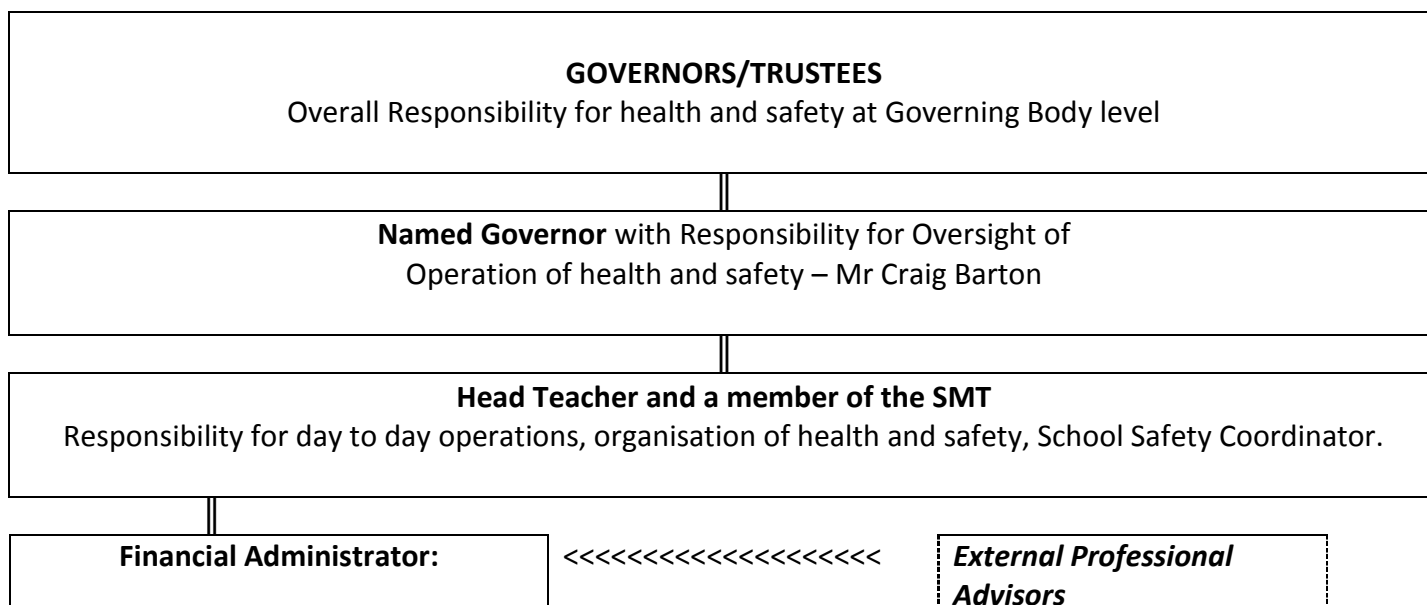 GOVERNORS/TRUSTEES
Overall Responsibility for health and safety at Governing Body level
Named Governor with Responsibility for Oversight of
Operation of health and safety – Mr Craig Barton
Head Teacher and a member of the SMT
Responsibility for day to day operations, organisation of health and safety, School Safety Coordinator.
Financial Administrator:
<<<<<<<<<<<<<<<<<<<<
External Professional
Advisors